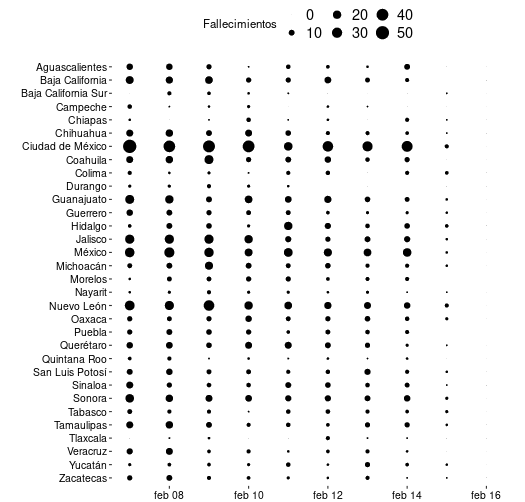 Fallecimientos
0 20 40
10 30 50
Aguascalientes
Baja California
Baja California Sur
Campeche
Chiapas
Chihuahua
Ciudad de México
Coahuila
Colima
Durango
Guanajuato
Guerrero
Hidalgo
Jalisco
México
Michoacán
Morelos
Nayarit
Nuevo León
Oaxaca
Puebla
Querétaro
Quintana Roo
San Luis Potosí
Sinaloa
Sonora
Tabasco
Tamaulipas
Tlaxcala
Veracruz
Yucatán
Zacatecas
feb 08 feb 10 feb 12 feb 14 feb 16